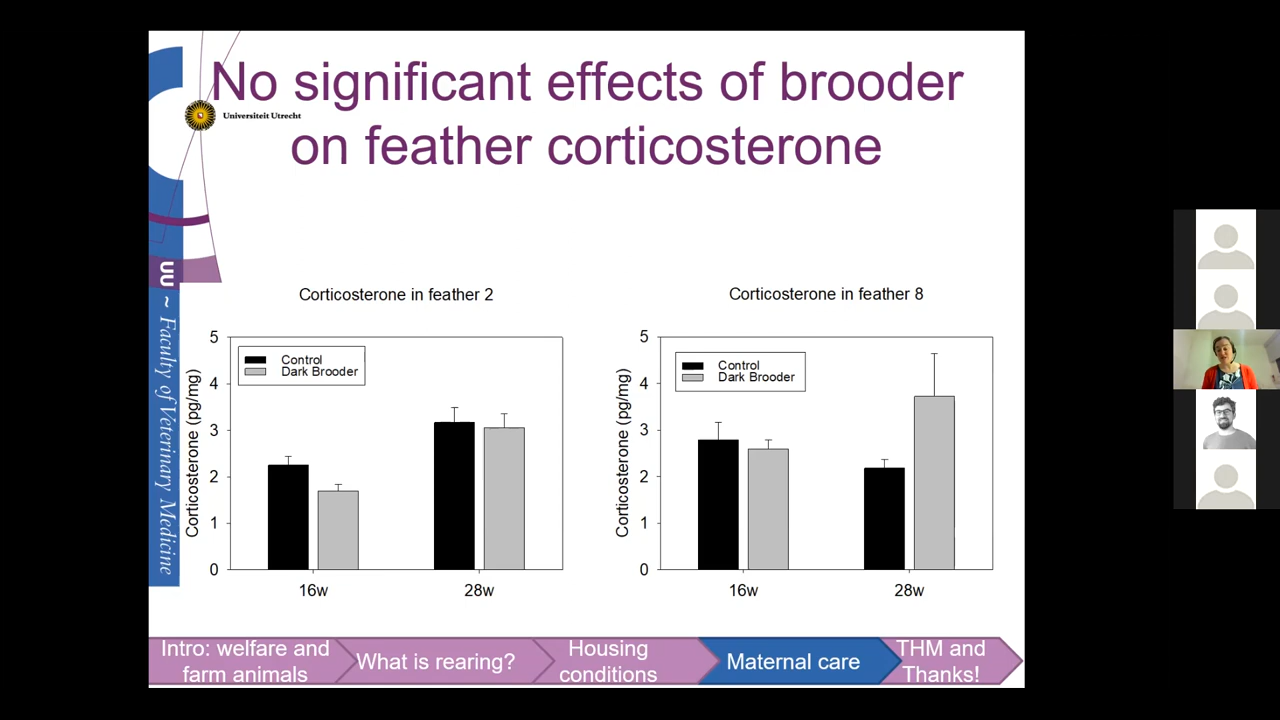 No significant effects of brooder
on feather corticosterone
Universiteit Utrecht
UU ~ Faculty of Veterinary Medicine
Corticosterone in feather 2
Corticosterone (pg/mg)
5
4
3
2
1
0
Control
Dark Brooder
16w
28w
Corticosterone in feather 8
Corticosterone (pg/mg)
5
4
3
2
1
0
Control
Dark Brooder
16w
28w
Intro: welfare and
farm animals
What is rearing?
Housing
conditions
Maternal care
THM and
Thanks!